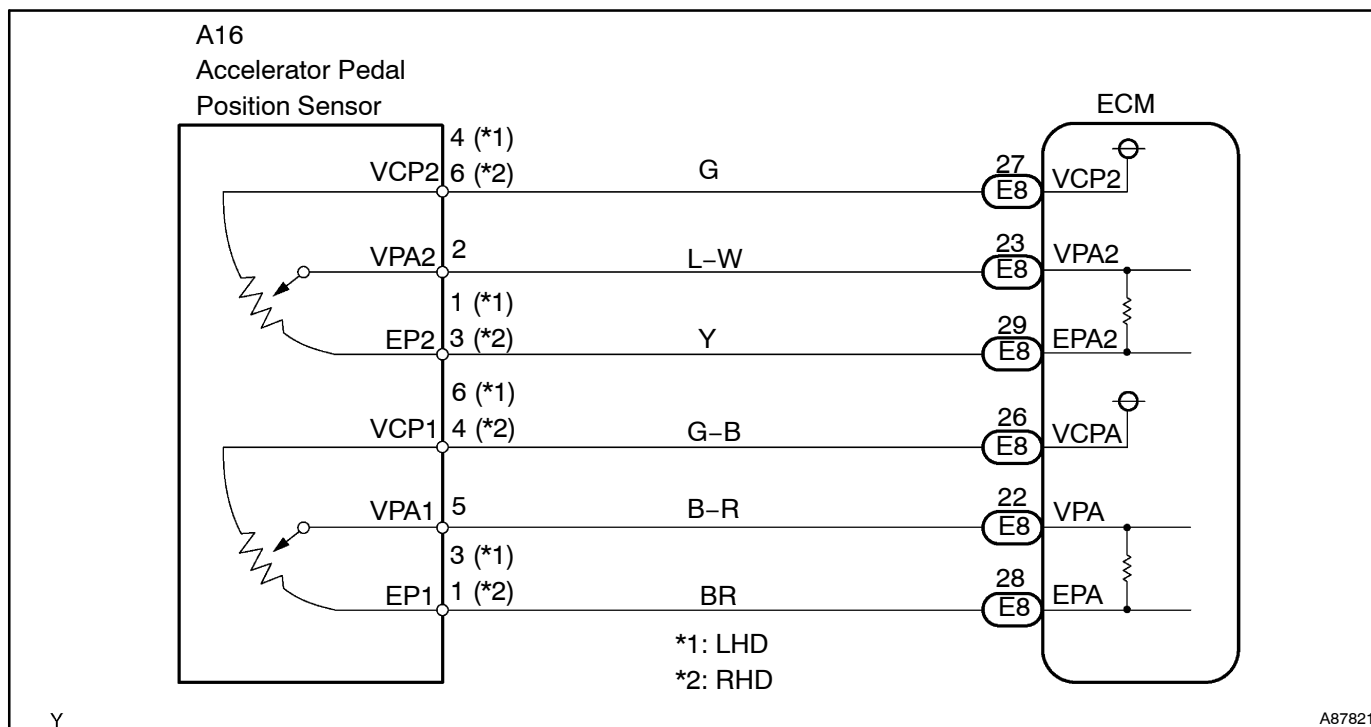 A16
Accelerator Pedal
Position Sensor
ECM
4 (*1)
VCP2 6 (*2) G 27 E8 VCP2
VPA2 2 L−W 23 E8 VPA2
1 (*1)
EP2 3 (*2) Y 29 E8 EPA2
6 (*1)
VCP1 4 (*2) G−B 26 E8 VCPA
VPA1 5 B−R 22 E8 VPA
3 (*1)
EP1 1 (*2) BR 28 E8 EPA
*1: LHD
*2: RHD
Y A87821